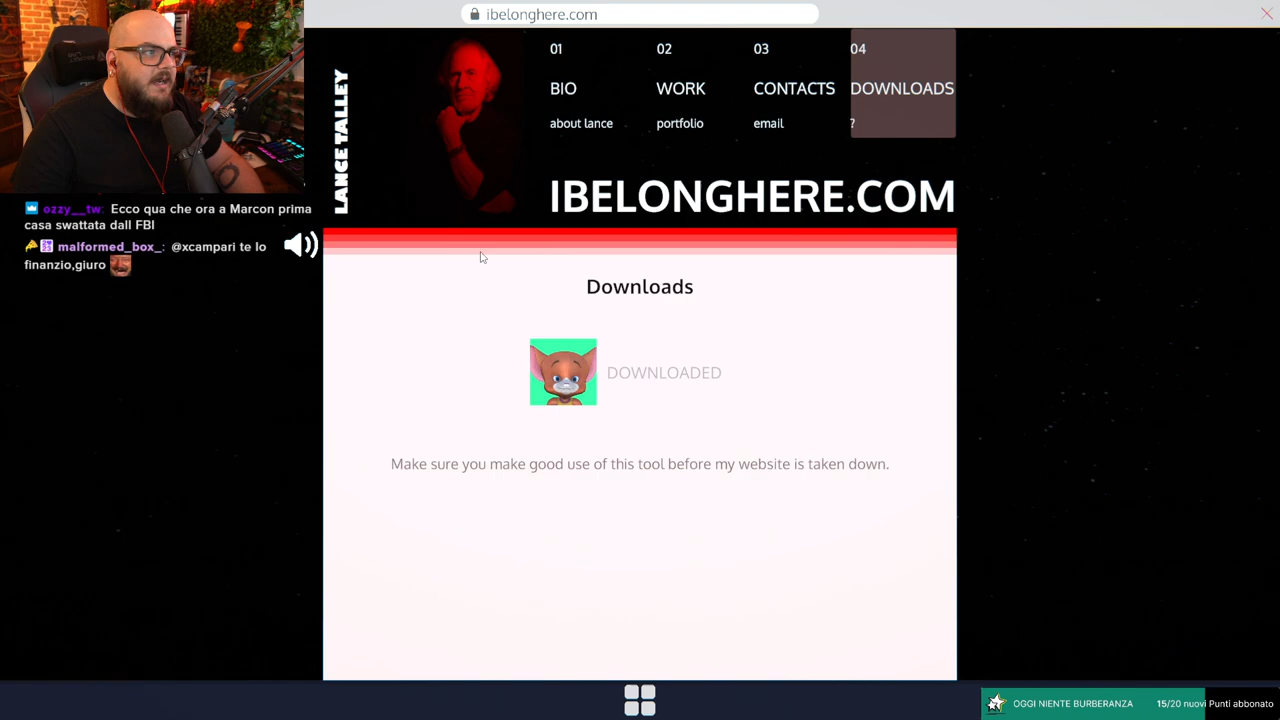 ibelonghere.com
LANCE TALLEY
01
02
03
04
BIO
WORK
CONTACTS
DOWNLOADS
about lance
portfolio
email
?
IBELONGHERE.COM
ozzy__tw: Ecco qua che ora a Marcon prima
casa swattata dall FBI
malformed_box_: @xcampari te lo
finanzio,giuro
Downloads
DOWNLOADED
Make sure you make good use of this tool before my website is taken down.
OGGI NIENTE BURBERANZA
15/20 nuovi Punti abbonato